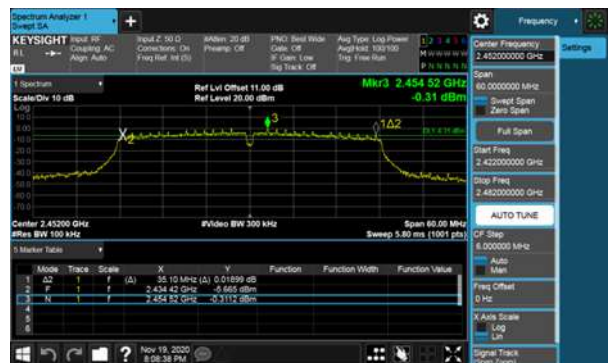 Spectrum Analyzer 1
Swept SA
+
Frequency
KEYSIGHT
Input: RF
Coupling: AC
Align: Auto
Input Z: 50 Ω
Corrections: On
Freq Ref: Int (S)
#Atten: 20 dB
Preamp: Off
PNO: Best Wide
Gate: Off
IF Gain: Low
Sig Track: Off
Avg Type: Log-Power
Avg|Hold: 100/100
Trig: Free Run
Center Frequency
2.452000000 GHz
Settings
Span
60.0000000 MHz
Swept Span
Zero Span
Full Span
Start Freq
2.422000000 GHz
Stop Freq
2.482000000 GHz
AUTO TUNE
CF Step
6.000000 MHz
Auto
Man
Freq Offset
0 Hz
X Axis Scale
Log
Lin
Signal Track
1 Spectrum
Scale/Div 10 dB
Log
Ref Lvl Offset 11.00 dB
Ref Level 20.00 dBm
Mkr3 2.454 52 GHz
-0.31 dBm
3
1Δ2
2
Center 2.45200 GHz
#Res BW 100 kHz
#Video BW 300 kHz
Span 60.00 MHz
Sweep 5.80 ms (1001 pts)
5 Marker Table
Mode Trace Scale X Y Function Function Width Function Value
1 Δ2 1 f (Δ) 35.10 MHz (Δ) 0.01899 dB
2 F 1 f 2.434 42 GHz -5.665 dBm
3 N 1 f 2.454 52 GHz -0.3112 dBm
4
5
6
Nov 19, 2020
8:08:38 PM